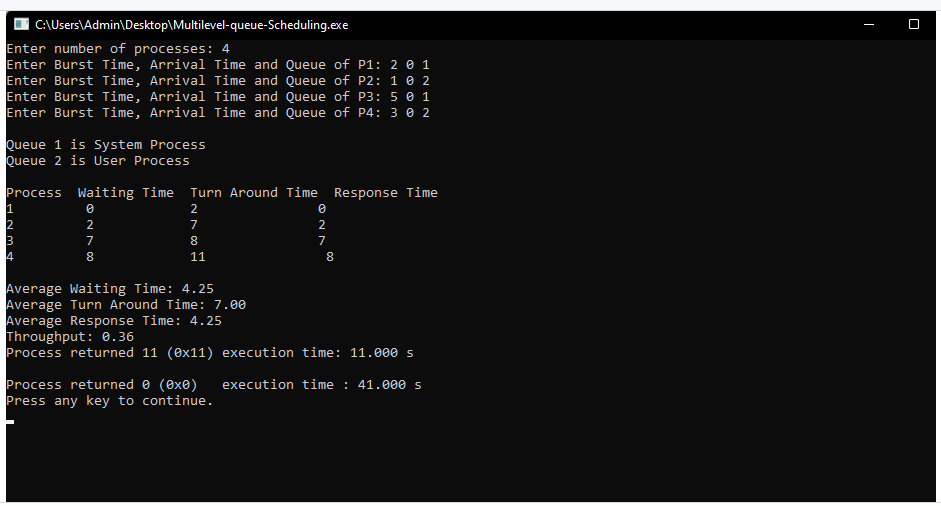 C:\Users\Admin\Desktop\Multilevel-queue-Scheduling.exe
Enter number of processes: 4
Enter Burst Time, Arrival Time and Queue of P1: 2 0 1
Enter Burst Time, Arrival Time and Queue of P2: 1 0 2
Enter Burst Time, Arrival Time and Queue of P3: 5 0 1
Enter Burst Time, Arrival Time and Queue of P4: 3 0 2
Queue 1 is System Process
Queue 2 is User Process
Process  Waiting Time  Turn Around Time  Response Time
1         0            2               0
2         2            7               2
3         7            8               7
4         8            11               8
Average Waiting Time: 4.25
Average Turn Around Time: 7.00
Average Response Time: 4.25
Throughput: 0.36
Process returned 11 (0x11) execution time: 11.000 s
Process returned 0 (0x0)   execution time : 41.000 s
Press any key to continue.